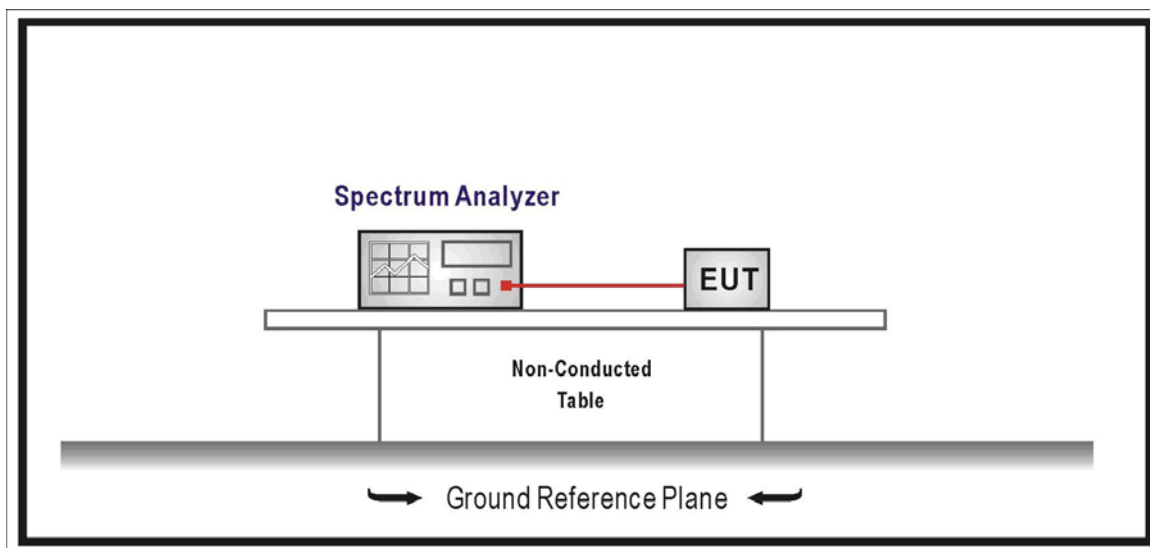 Spectrum Analyzer
EUT
Non-Conducted
Table
Ground Reference Plane